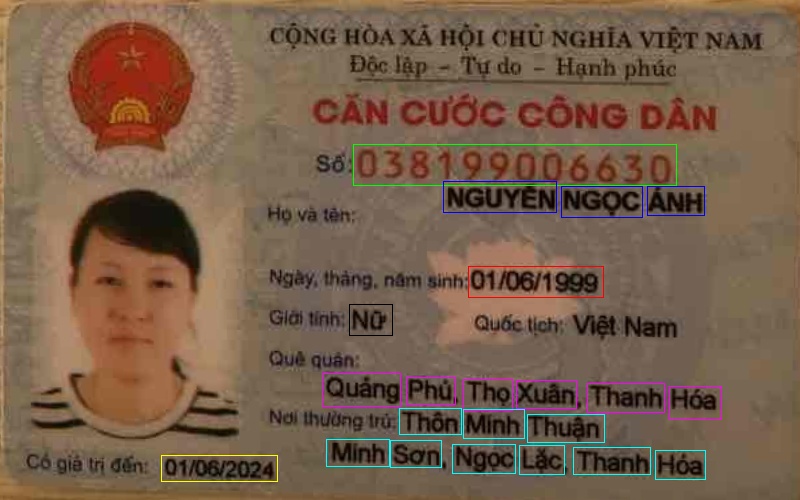 CỘNG HÒA XÃ HỘI CHỦ NGHĨA VIỆT NAM
Độc lập – Tự do – Hạnh phúc
CĂN CƯỚC CÔNG DÂN
Số: 038199006630
Họ và tên: NGUYỄN NGỌC ÁNH
Ngày, tháng, năm sinh: 01/06/1999
Giới tính: Nữ Quốc tịch: Việt Nam
Quê quán:
Quảng Phú, Thọ Xuân, Thanh Hóa
Nơi thường trú: Thôn Minh Thuận
Minh Sơn, Ngọc Lặc, Thanh Hóa
Có giá trị đến: 01/06/2024